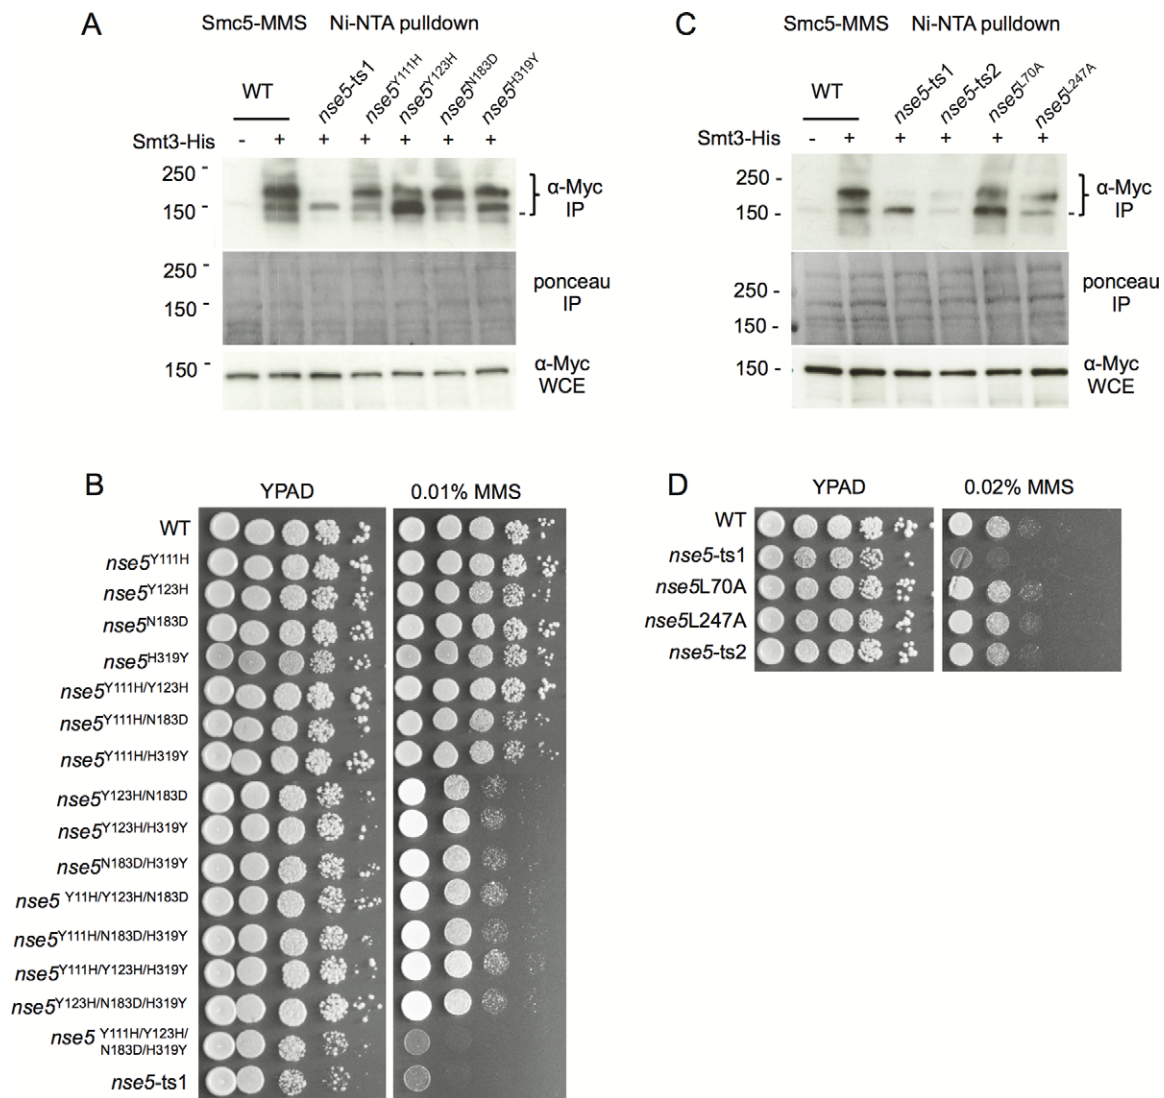 A
Smc5-MMS Ni-NTA pulldown
WT
nse5-ts1
nse5Y111H
nse5Y123H
nse5N183D
nse5H319Y
Smt3-His - + + + + + +
250 -
150 -
α-Myc
IP
250 -
150 -
ponceau
IP
150 -
α-Myc
WCE
C
Smc5-MMS Ni-NTA pulldown
WT
nse5-ts1
nse5-ts2
nse5L70A
nse5L247A
Smt3-His - + + + + +
250 -
150 -
α-Myc
IP
250 -
150 -
ponceau
IP
150 -
α-Myc
WCE
B
YPAD 0.01% MMS
WT
nse5Y111H
nse5Y123H
nse5N183D
nse5H319Y
nse5Y111H/Y123H
nse5Y111H/N183D
nse5Y111H/H319Y
nse5Y123H/N183D
nse5Y123H/H319Y
nse5N183D/H319Y
nse5 Y11H/Y123H/N183D
nse5Y111H/N183D/H319Y
nse5Y111H/Y123H/H319Y
nse5Y123H/N183D/H319Y
nse5 Y111H/Y123H/
N183D/H319Y
nse5-ts1
D
YPAD 0.02% MMS
WT
nse5-ts1
nse5L70A
nse5L247A
nse5-ts2